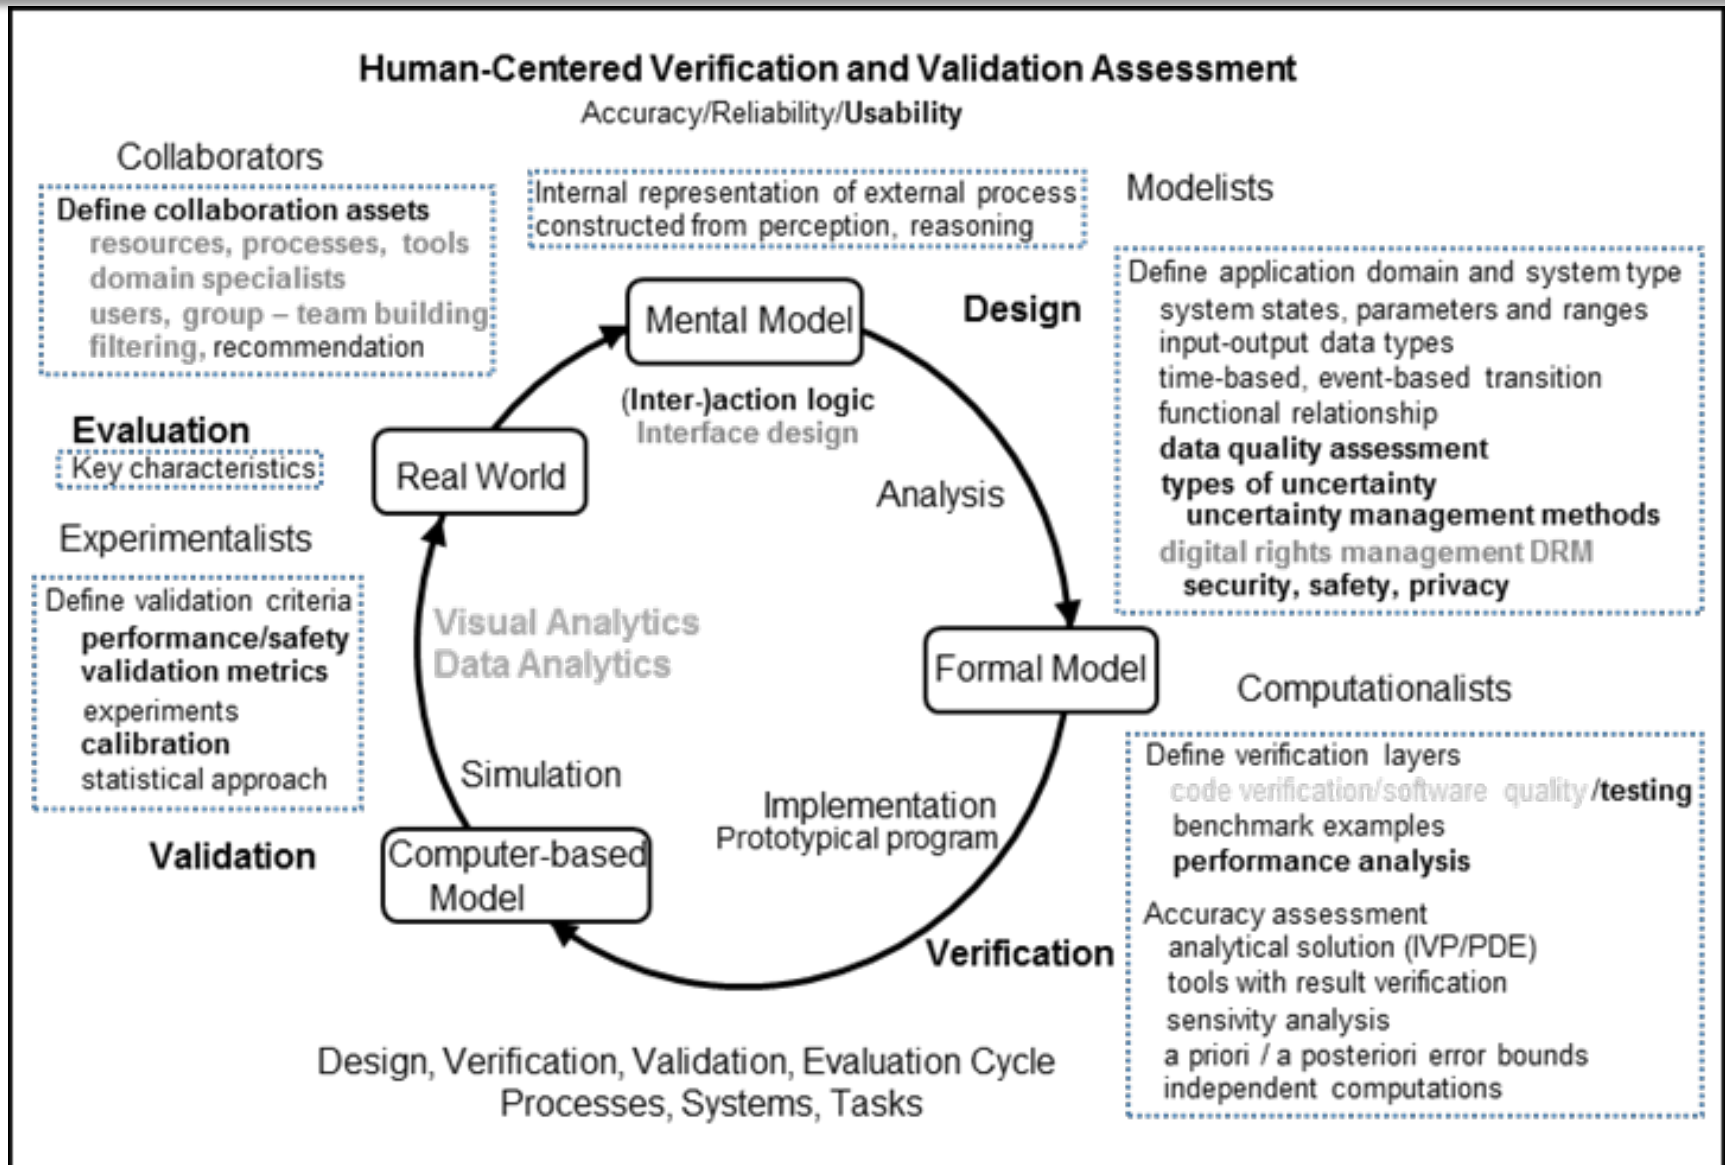 Human-Centered Verification and Validation Assessment
Accuracy/Reliability/Usability
Collaborators
Define collaboration assets
resources, processes, tools
domain specialists
users, group – team building
filtering, recommendation
Internal representation of external process
constructed from perception, reasoning
Modelists
Define application domain and system type
system states, parameters and ranges
input-output data types
time-based, event-based transition
functional relationship
data quality assessment
types of uncertainty
uncertainty management methods
digital rights management DRM
security, safety, privacy
Mental Model
Design
(Inter-)action logic
Interface design
Evaluation
Key characteristics
Real World
Analysis
Experimentalists
Define validation criteria
performance/safety
validation metrics
experiments
calibration
statistical approach
Visual Analytics
Data Analytics
Formal Model
Computationalists
Define verification layers
code verification/software quality/testing
benchmark examples
performance analysis
Accuracy assessment
analytical solution (IVP/PDE)
tools with result verification
sensivity analysis
a priori / a posteriori error bounds
independent computations
Simulation
Implementation
Prototypical program
Validation
Computer-based
Model
Verification
Design, Verification, Validation, Evaluation Cycle
Processes, Systems, Tasks